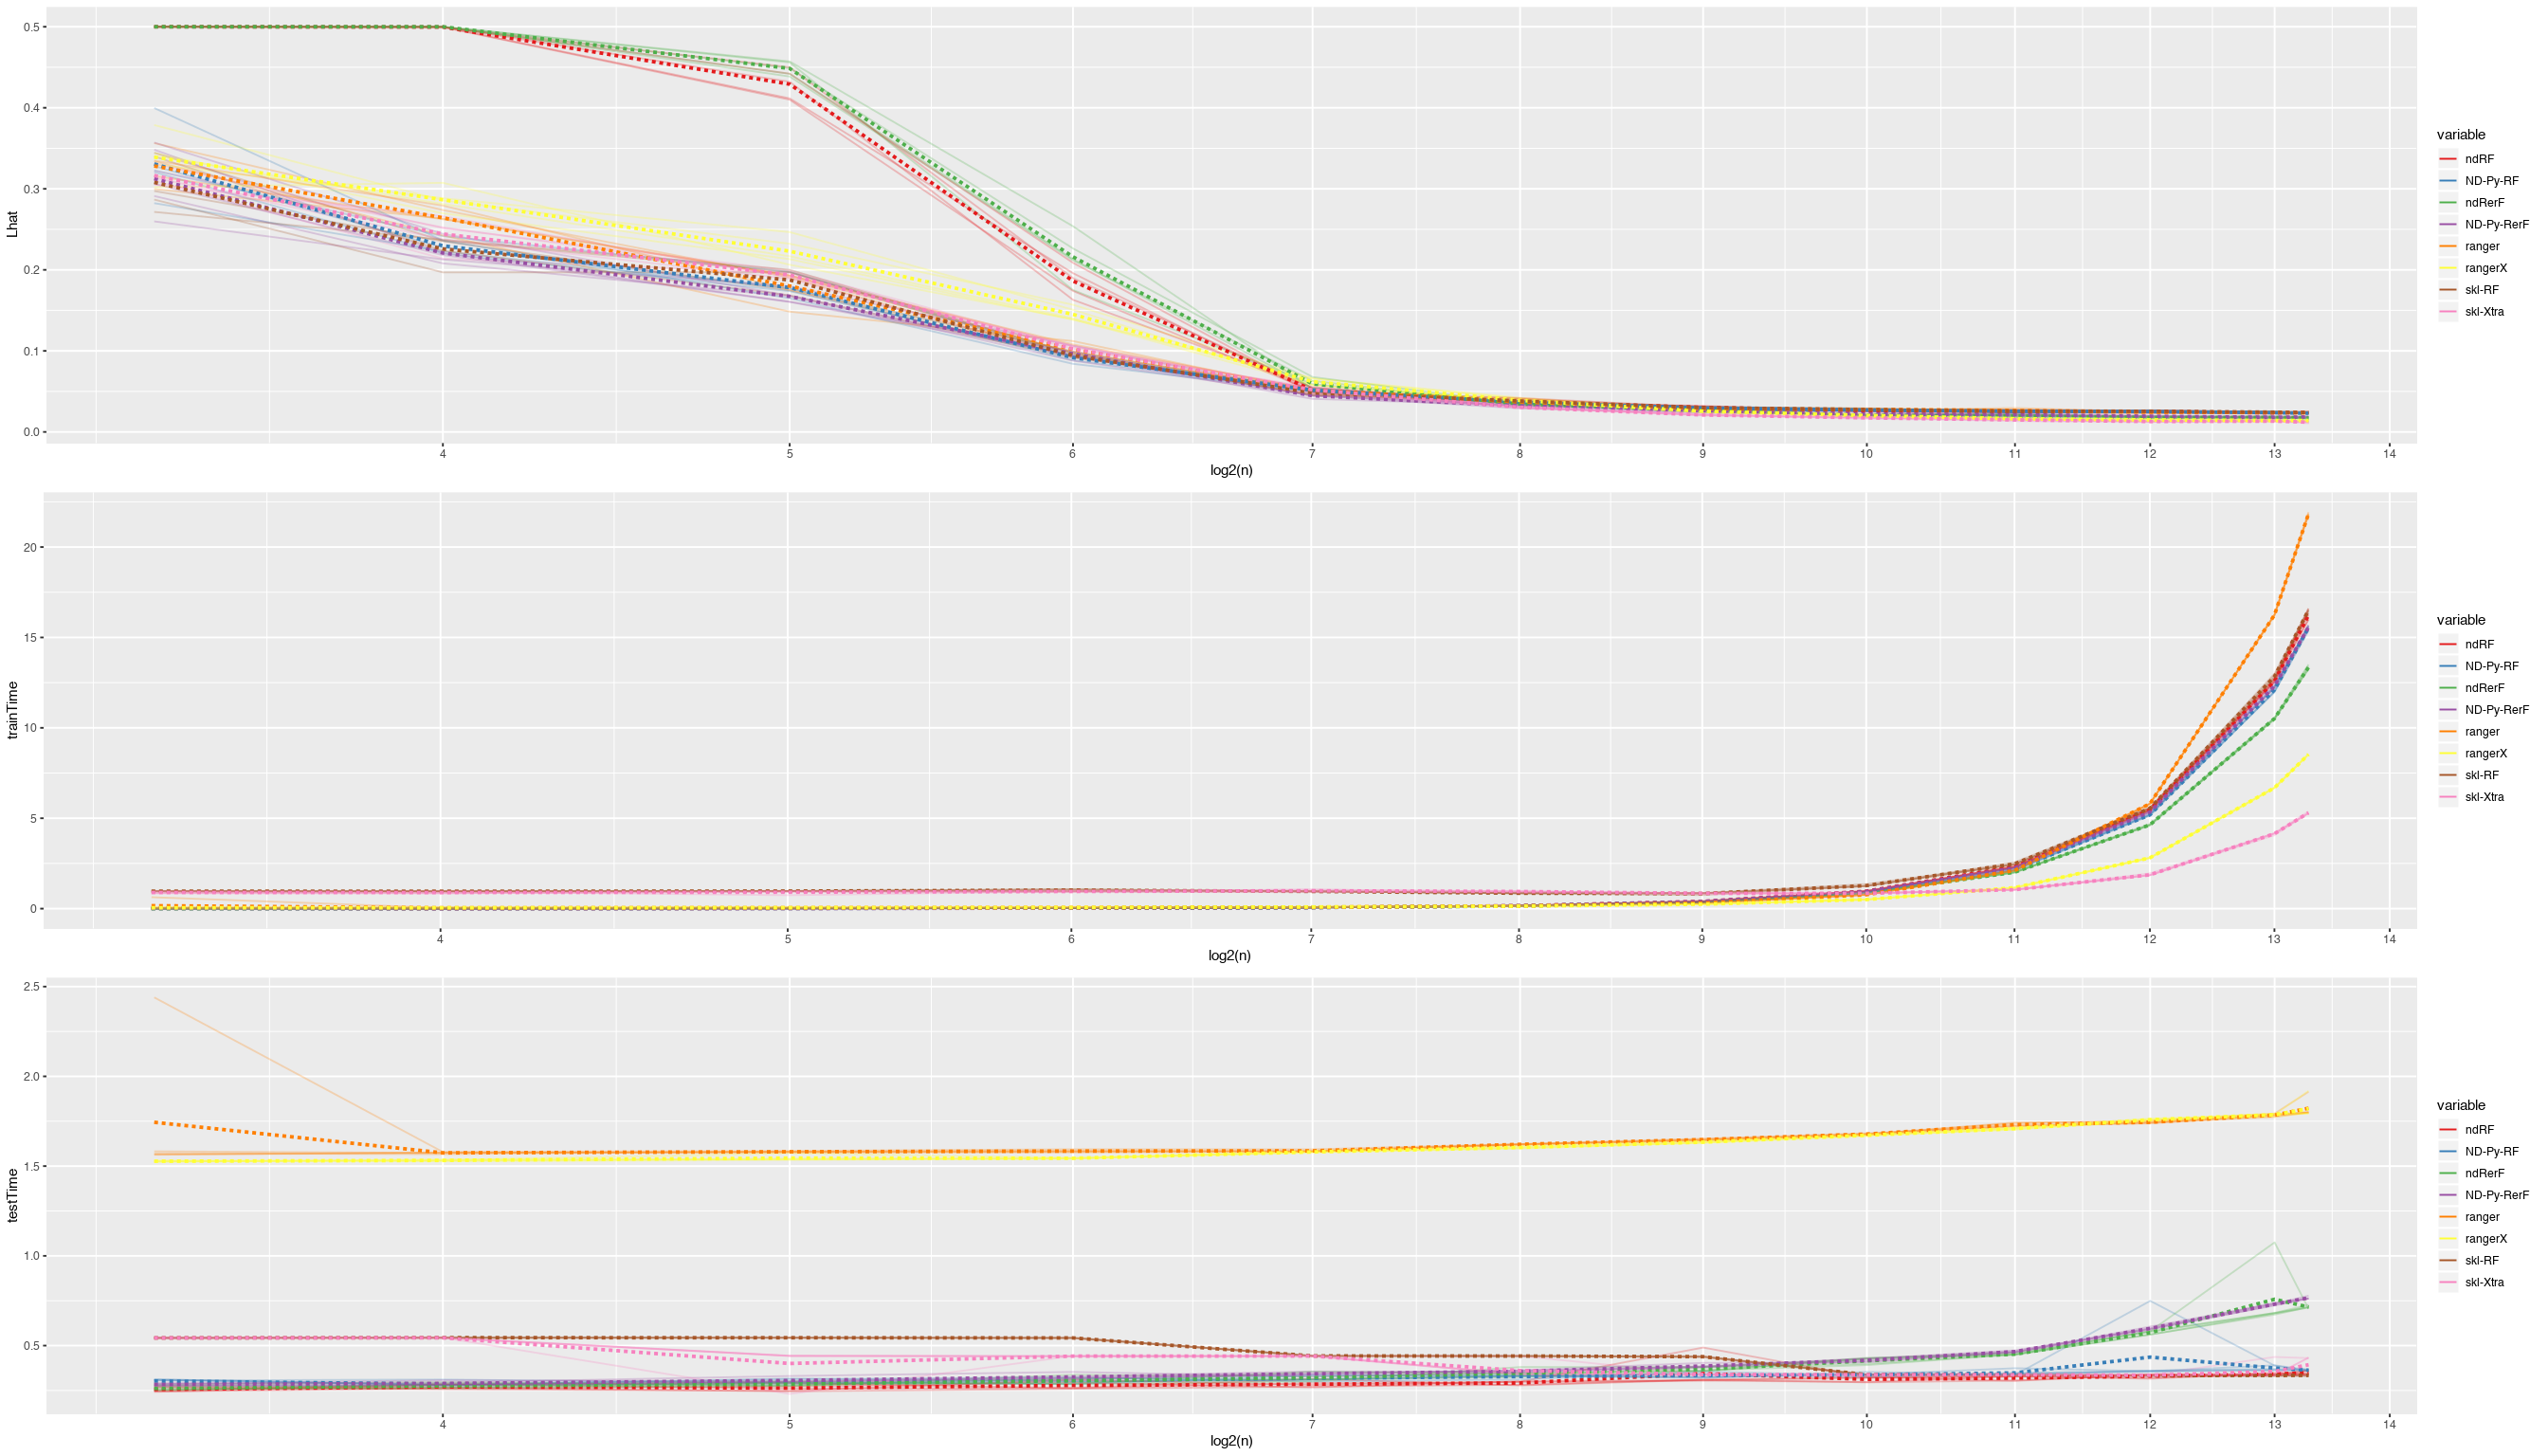 Lhat
0.5
0.4
0.3
0.2
0.1
0.0
4 5 6 7 8 9 10 11 12 13 14
log2(n)
variable
ndRF
ND-Py-RF
ndRerF
ND-Py-RerF
ranger
rangerX
skl-RF
skl-Xtra
trainTime
20
15
10
5
0
4 5 6 7 8 9 10 11 12 13 14
log2(n)
variable
ndRF
ND-Py-RF
ndRerF
ND-Py-RerF
ranger
rangerX
skl-RF
skl-Xtra
testTime
2.5
2.0
1.5
1.0
0.5
4 5 6 7 8 9 10 11 12 13 14
log2(n)
variable
ndRF
ND-Py-RF
ndRerF
ND-Py-RerF
ranger
rangerX
skl-RF
skl-Xtra